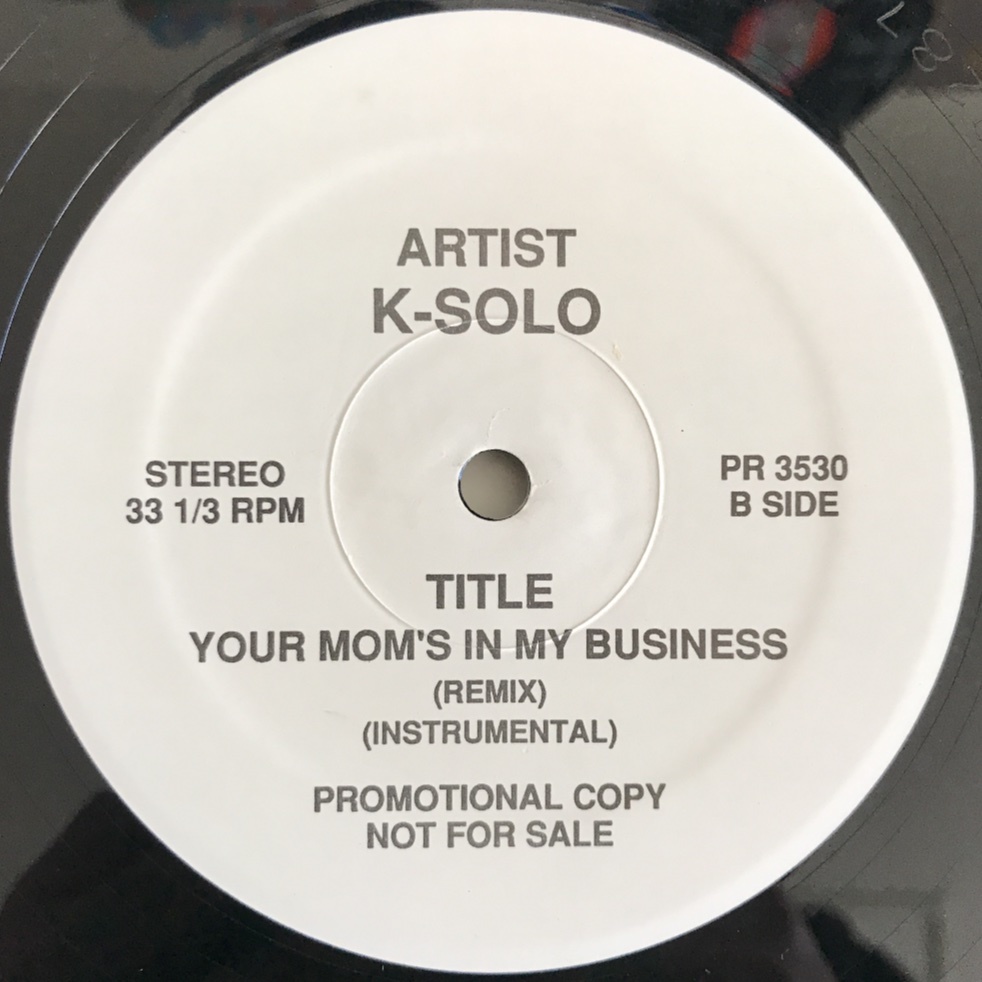 ARTIST
K-SOLO
STEREO
33 1/3 RPM
PR 3530
B SIDE
TITLE
YOUR MOM'S IN MY BUSINESS
(REMIX)
(INSTRUMENTAL)
PROMOTIONAL COPY
NOT FOR SALE